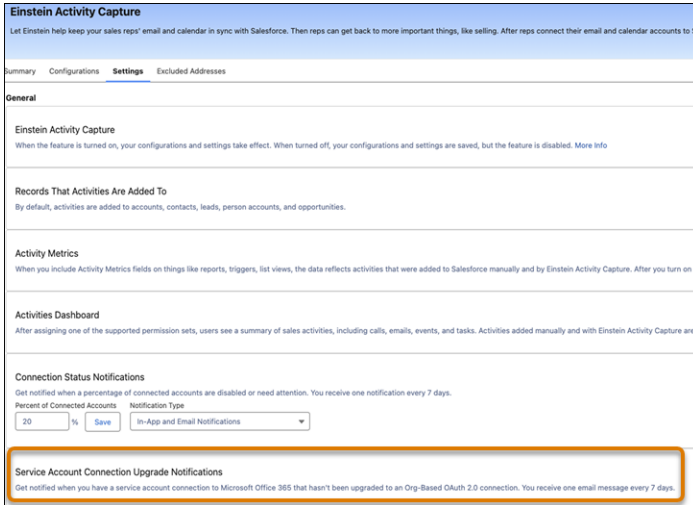 Einstein Activity Capture
Let Einstein help keep your sales reps' email and calendar in sync with Salesforce. Then reps can get back to more important things, like selling. After reps connect their email and calendar accounts to
Summary Configurations Settings Excluded Addresses
General
Einstein Activity Capture
When the feature is turned on, your configurations and settings take effect. When turned off, your configurations and settings are saved, but the feature is disabled. More Info
Records That Activities Are Added To
By default, activities are added to accounts, contacts, leads, person accounts, and opportunities.
Activity Metrics
When you include Activity Metrics fields on things like reports, triggers, list views, the data reflects activities that were added to Salesforce manually and by Einstein Activity Capture. After you turn on
Activities Dashboard
After assigning one of the supported permission sets, users see a summary of sales activities, including calls, emails, events, and tasks. Activities added manually and with Einstein Activity Capture are
Connection Status Notifications
Get notified when a percentage of connected accounts are disabled or need attention. You receive one notification every 7 days.
Percent of Connected Accounts Notification Type
20 % Save In-App and Email Notifications
Service Account Connection Upgrade Notifications
Get notified when you have a service account connection to Microsoft Office 365 that hasn't been upgraded to an Org-Based OAuth 2.0 connection. You receive one email message every 7 days.